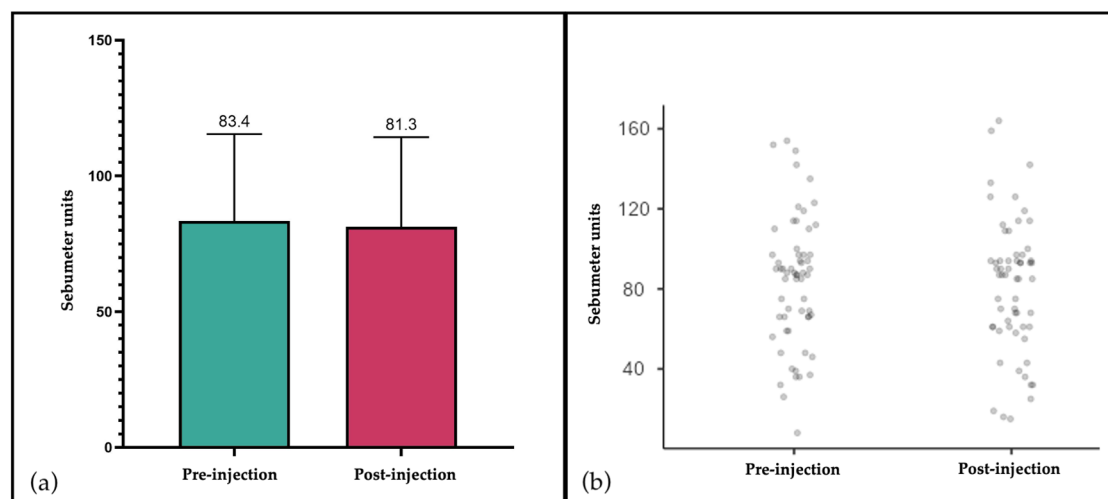 150
100
50
0
Sebumeter units
83.4
81.3
Pre-injection
Post-injection
(a)
160
120
80
40
Sebumeter units
Pre-injection
Post-injection
(b)